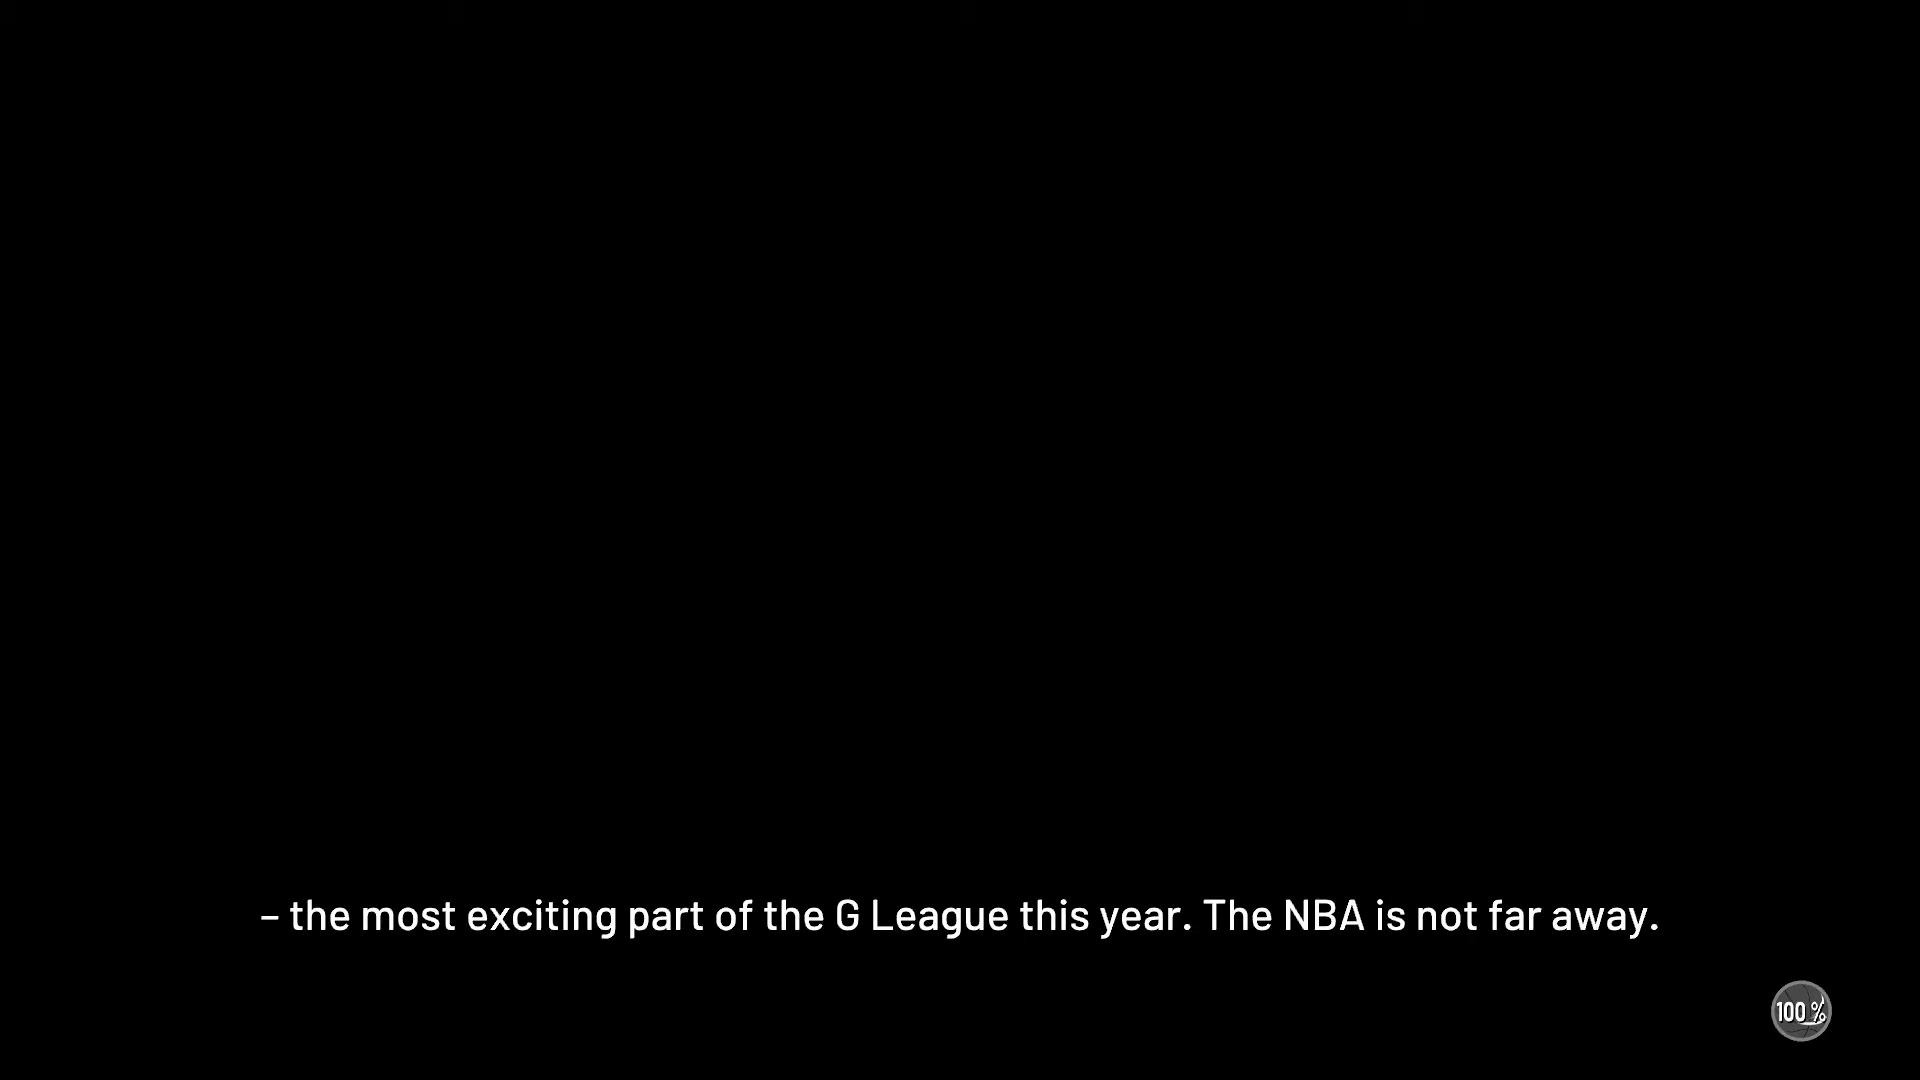 – the most exciting part of the G League this year. The NBA is not far away.
100 %